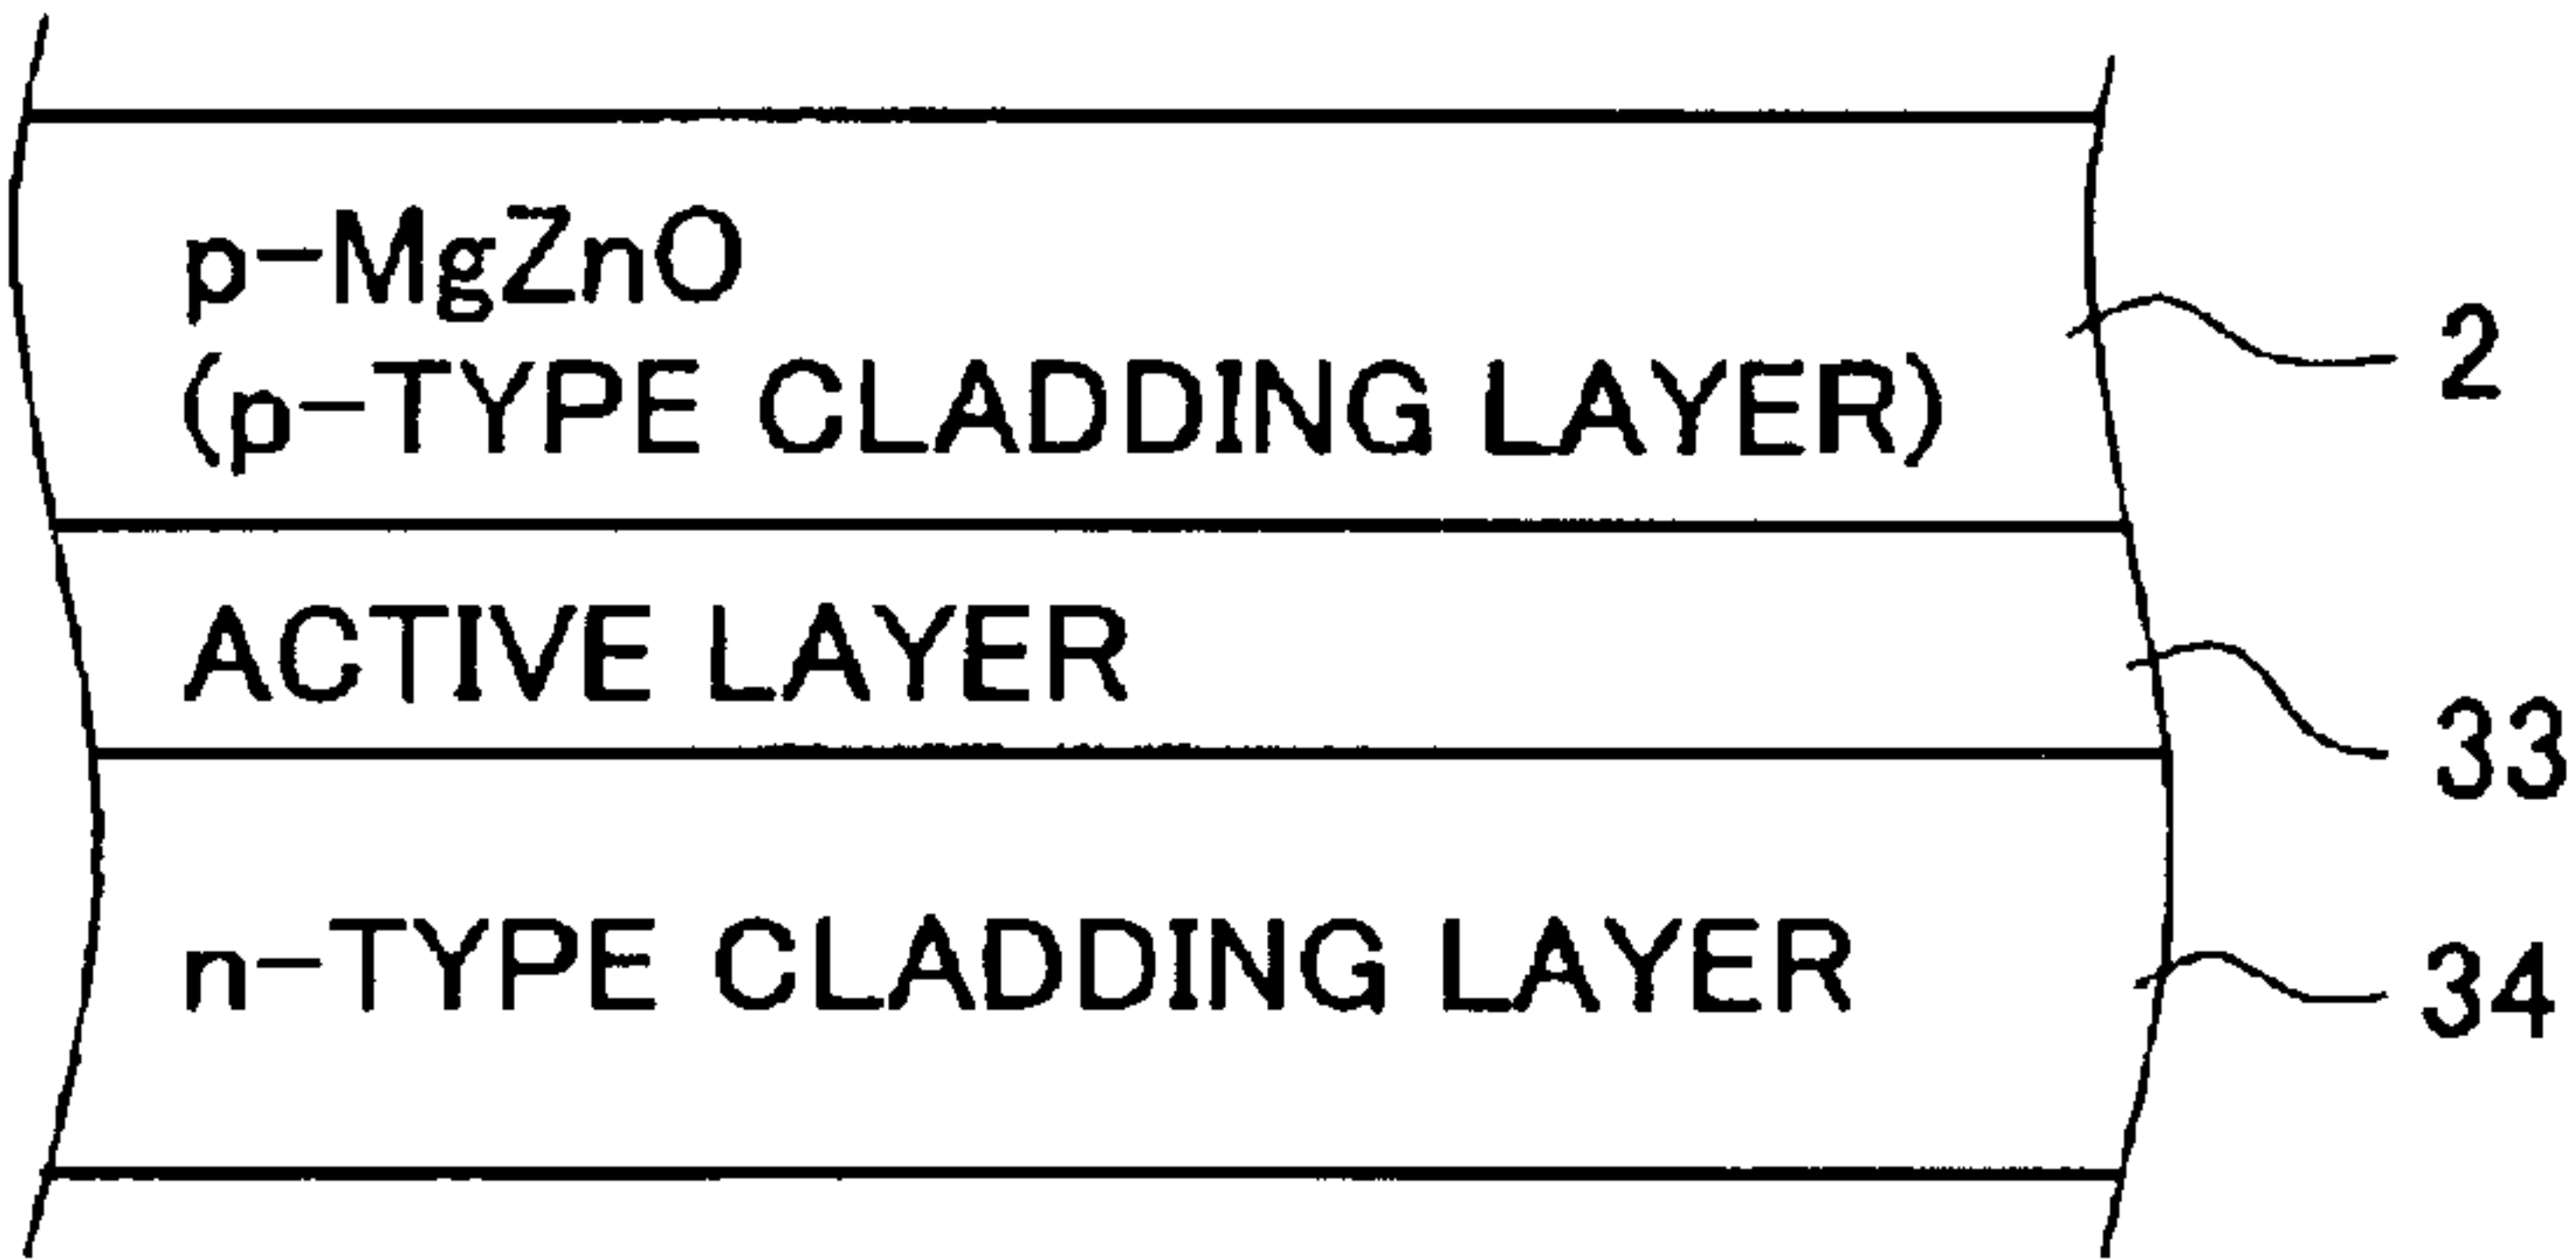 p-MgZnO
(p-TYPE CLADDING LAYER)
2
ACTIVE LAYER
33
n-TYPE CLADDING LAYER
34